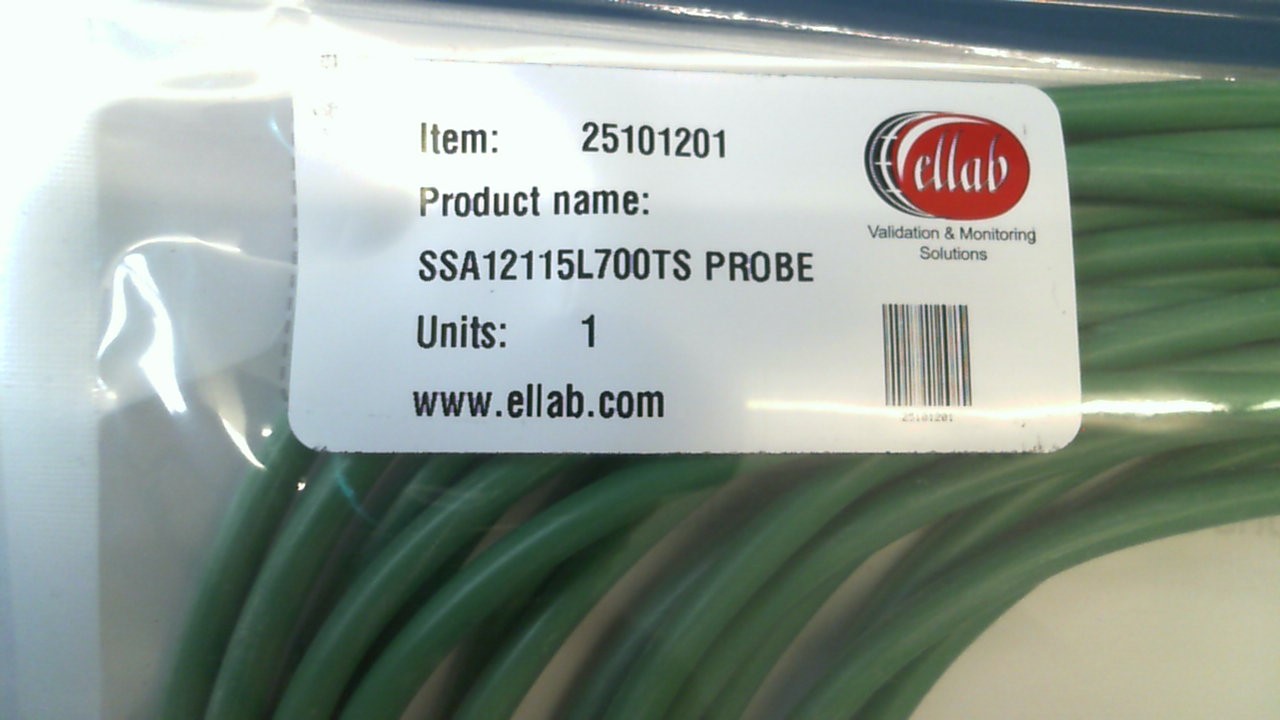 Item: 25101201
Product name:
SSA12115L700TS PROBE
Units: 1
www.ellab.com
ellab
Validation & Monitoring
Solutions
25101201